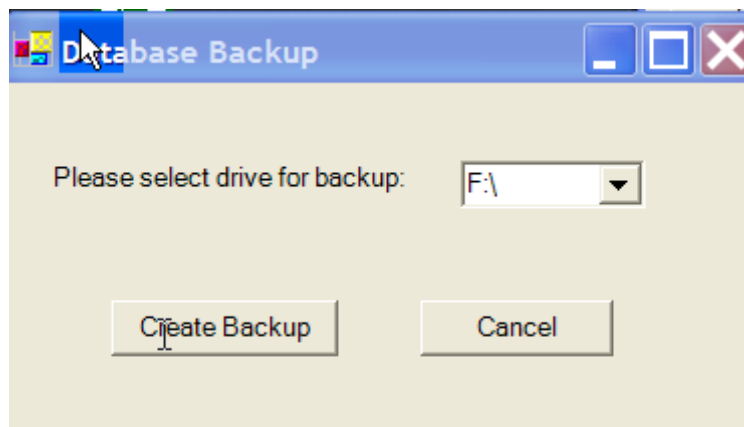 Database Backup
Please select drive for backup:
F:\
Create Backup
Cancel